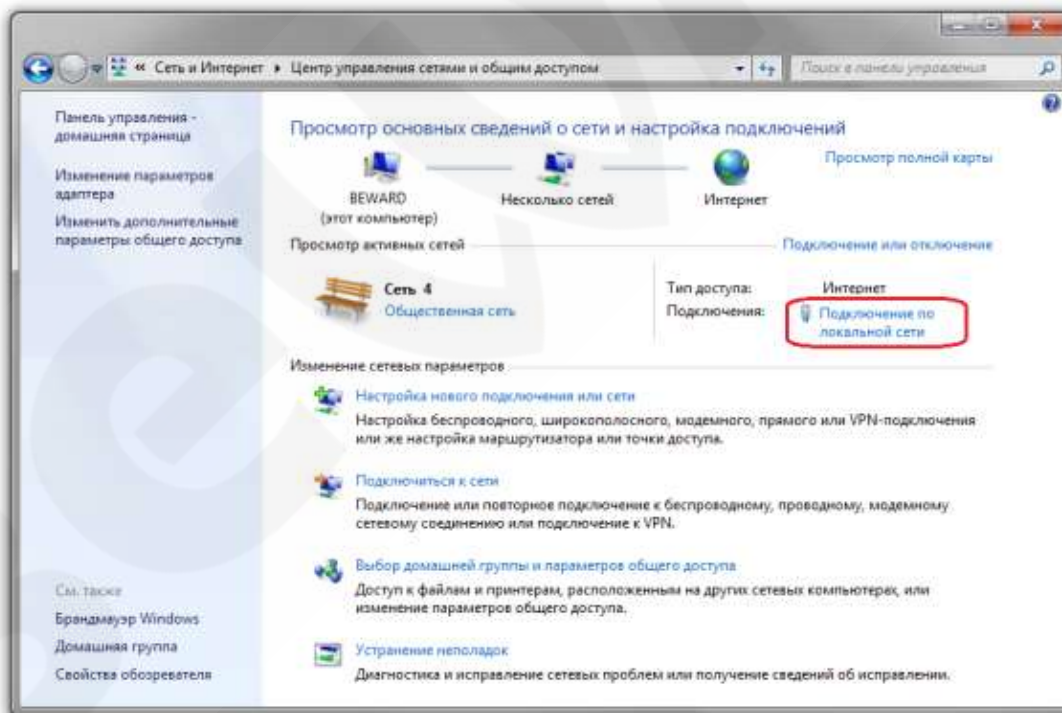 « Сеть и Интернет ▸ Центр управления сетями и общим доступом
Поиск в панели управления
Панель управления -
домашняя страница
Изменение параметров
адаптера
Изменить дополнительные
параметры общего доступа
См. также
Брандмауэр Windows
Домашняя группа
Свойства обозревателя
Просмотр основных сведений о сети и настройка подключений
Просмотр полной карты
BEWARD
(этот компьютер)
Несколько сетей
Интернет
Просмотр активных сетей
Подключение или отключение
Сеть 4
Общественная сеть
Тип доступа:
Интернет
Подключения:
Подключение по
локальной сети
Изменение сетевых параметров
Настройка нового подключения или сети
Настройка беспроводного, широкополосного, модемного, прямого или VPN-подключения
или же настройка маршрутизатора или точки доступа.
Подключиться к сети
Подключение или повторное подключение к беспроводному, проводному, модемному
сетевому соединению или подключение к VPN.
Выбор домашней группы и параметров общего доступа
Доступ к файлам и принтерам, расположенным на других сетевых компьютерах, или
изменение параметров общего доступа.
Устранение неполадок
Диагностика и исправление сетевых проблем или получение сведений об исправлении.